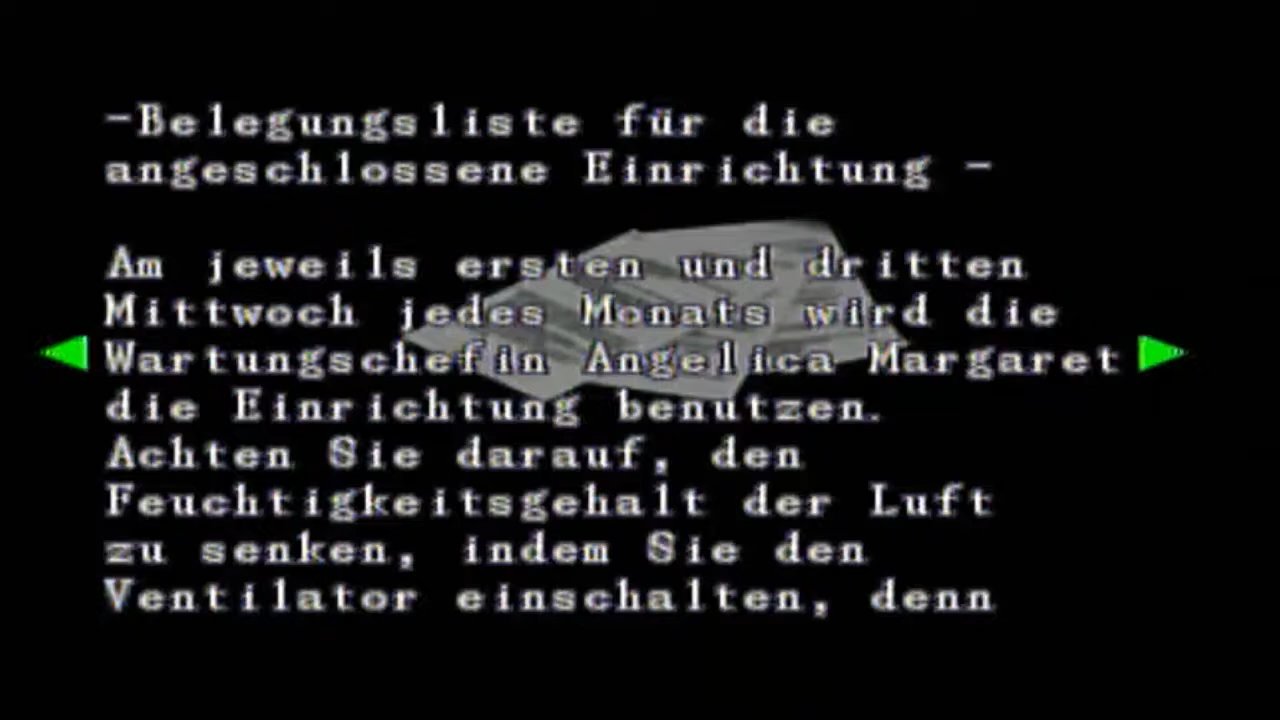 -Belegungsliste für die
angeschlossene Einrichtung -
Am jeweils ersten und dritten
Mittwoch jedes Monats wird die
Wartungschefin Angelica Margaret
die Einrichtung benutzen.
Achten Sie darauf, den
Feuchtigkeitsgehalt der Luft
zu senken, indem Sie den
Ventilator einschalten, denn